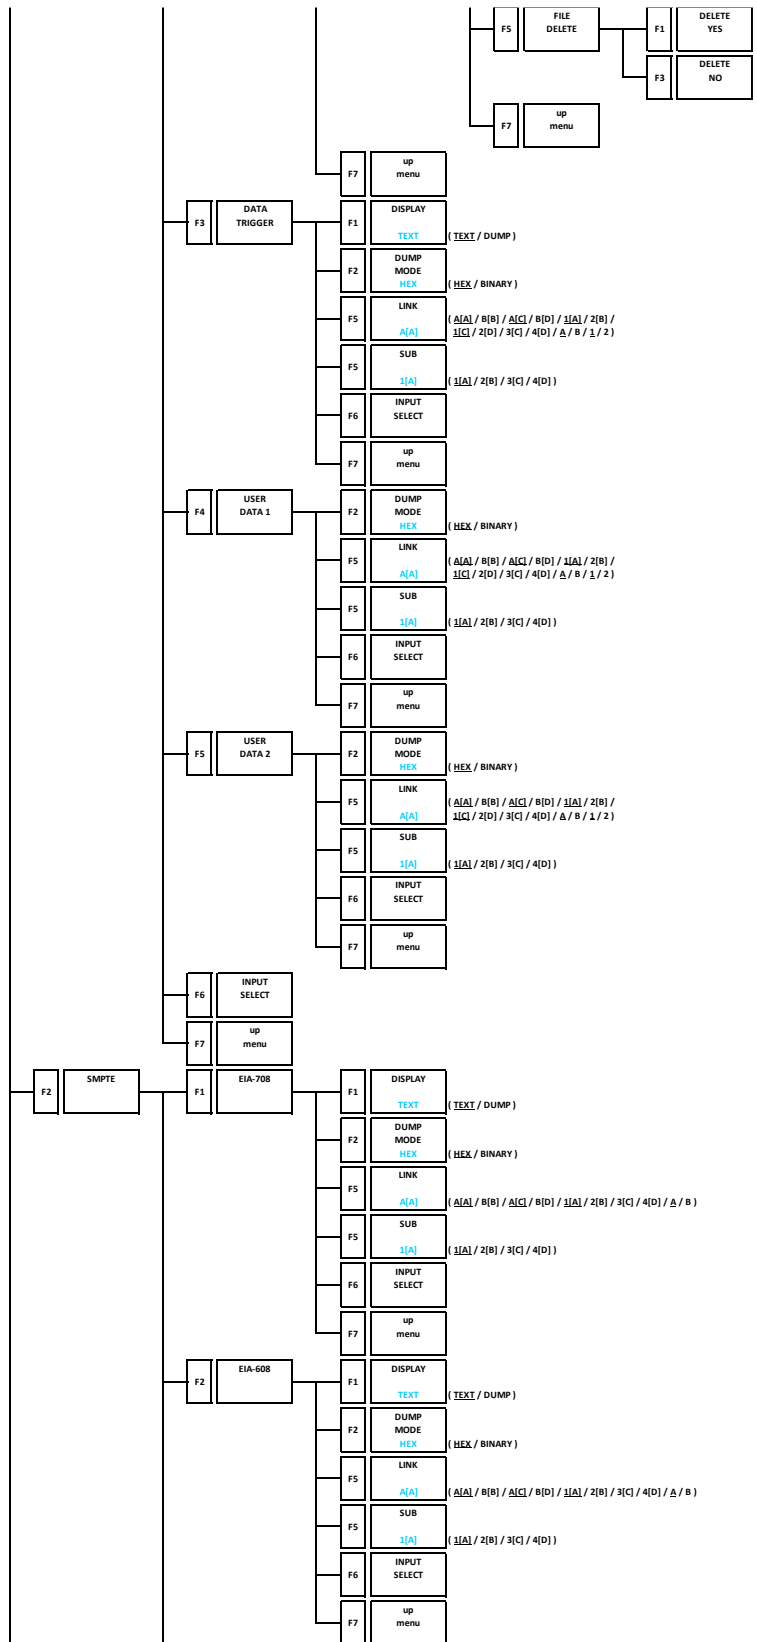 F5
FILE
DELETE
F1
DELETE
YES
F3
DELETE
NO
F7
up
menu
F7
up
menu
F3
DATA
TRIGGER
F1
DISPLAY
TEXT
( TEXT / DUMP )
F2
DUMP
MODE
HEX
( HEX / BINARY )
F5
LINK
A[A]
( A[A] / B[B] / A[C] / B[D] / 1[A] / 2[B] /
1[C] / 2[D] / 3[C] / 4[D] / A / B / 1 / 2 )
F5
SUB
1[A]
( 1[A] / 2[B] / 3[C] / 4[D] )
F6
INPUT
SELECT
F7
up
menu
F4
USER
DATA 1
F2
DUMP
MODE
HEX
( HEX / BINARY )
F5
LINK
A[A]
( A[A] / B[B] / A[C] / B[D] / 1[A] / 2[B] /
1[C] / 2[D] / 3[C] / 4[D] / A / B / 1 / 2 )
F5
SUB
1[A]
( 1[A] / 2[B] / 3[C] / 4[D] )
F6
INPUT
SELECT
F7
up
menu
F5
USER
DATA 2
F2
DUMP
MODE
HEX
( HEX / BINARY )
F5
LINK
A[A]
( A[A] / B[B] / A[C] / B[D] / 1[A] / 2[B] /
1[C] / 2[D] / 3[C] / 4[D] / A / B / 1 / 2 )
F5
SUB
1[A]
( 1[A] / 2[B] / 3[C] / 4[D] )
F6
INPUT
SELECT
F7
up
menu
F6
INPUT
SELECT
F7
up
menu
F2
SMPTE
F1
EIA-708
F1
DISPLAY
TEXT
( TEXT / DUMP )
F2
DUMP
MODE
HEX
( HEX / BINARY )
F5
LINK
A[A]
( A[A] / B[B] / A[C] / B[D] / 1[A] / 2[B] / 3[C] / 4[D] / A / B )
F5
SUB
1[A]
( 1[A] / 2[B] / 3[C] / 4[D] )
F6
INPUT
SELECT
F7
up
menu
F2
EIA-608
F1
DISPLAY
TEXT
( TEXT / DUMP )
F2
DUMP
MODE
HEX
( HEX / BINARY )
F5
LINK
A[A]
( A[A] / B[B] / A[C] / B[D] / 1[A] / 2[B] / 3[C] / 4[D] / A / B )
F5
SUB
1[A]
( 1[A] / 2[B] / 3[C] / 4[D] )
F6
INPUT
SELECT
F7
up
menu